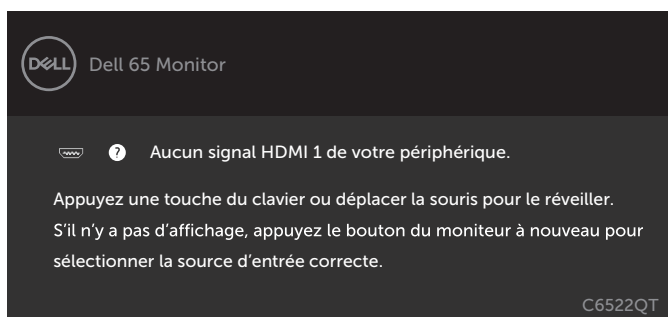 DELL
Dell 65 Monitor
? Aucun signal HDMI 1 de votre périphérique.
Appuyez une touche du clavier ou déplacer la souris pour le réveiller.
S'il n'y a pas d'affichage, appuyez le bouton du moniteur à nouveau pour
sélectionner la source d'entrée correcte.
C6522QT